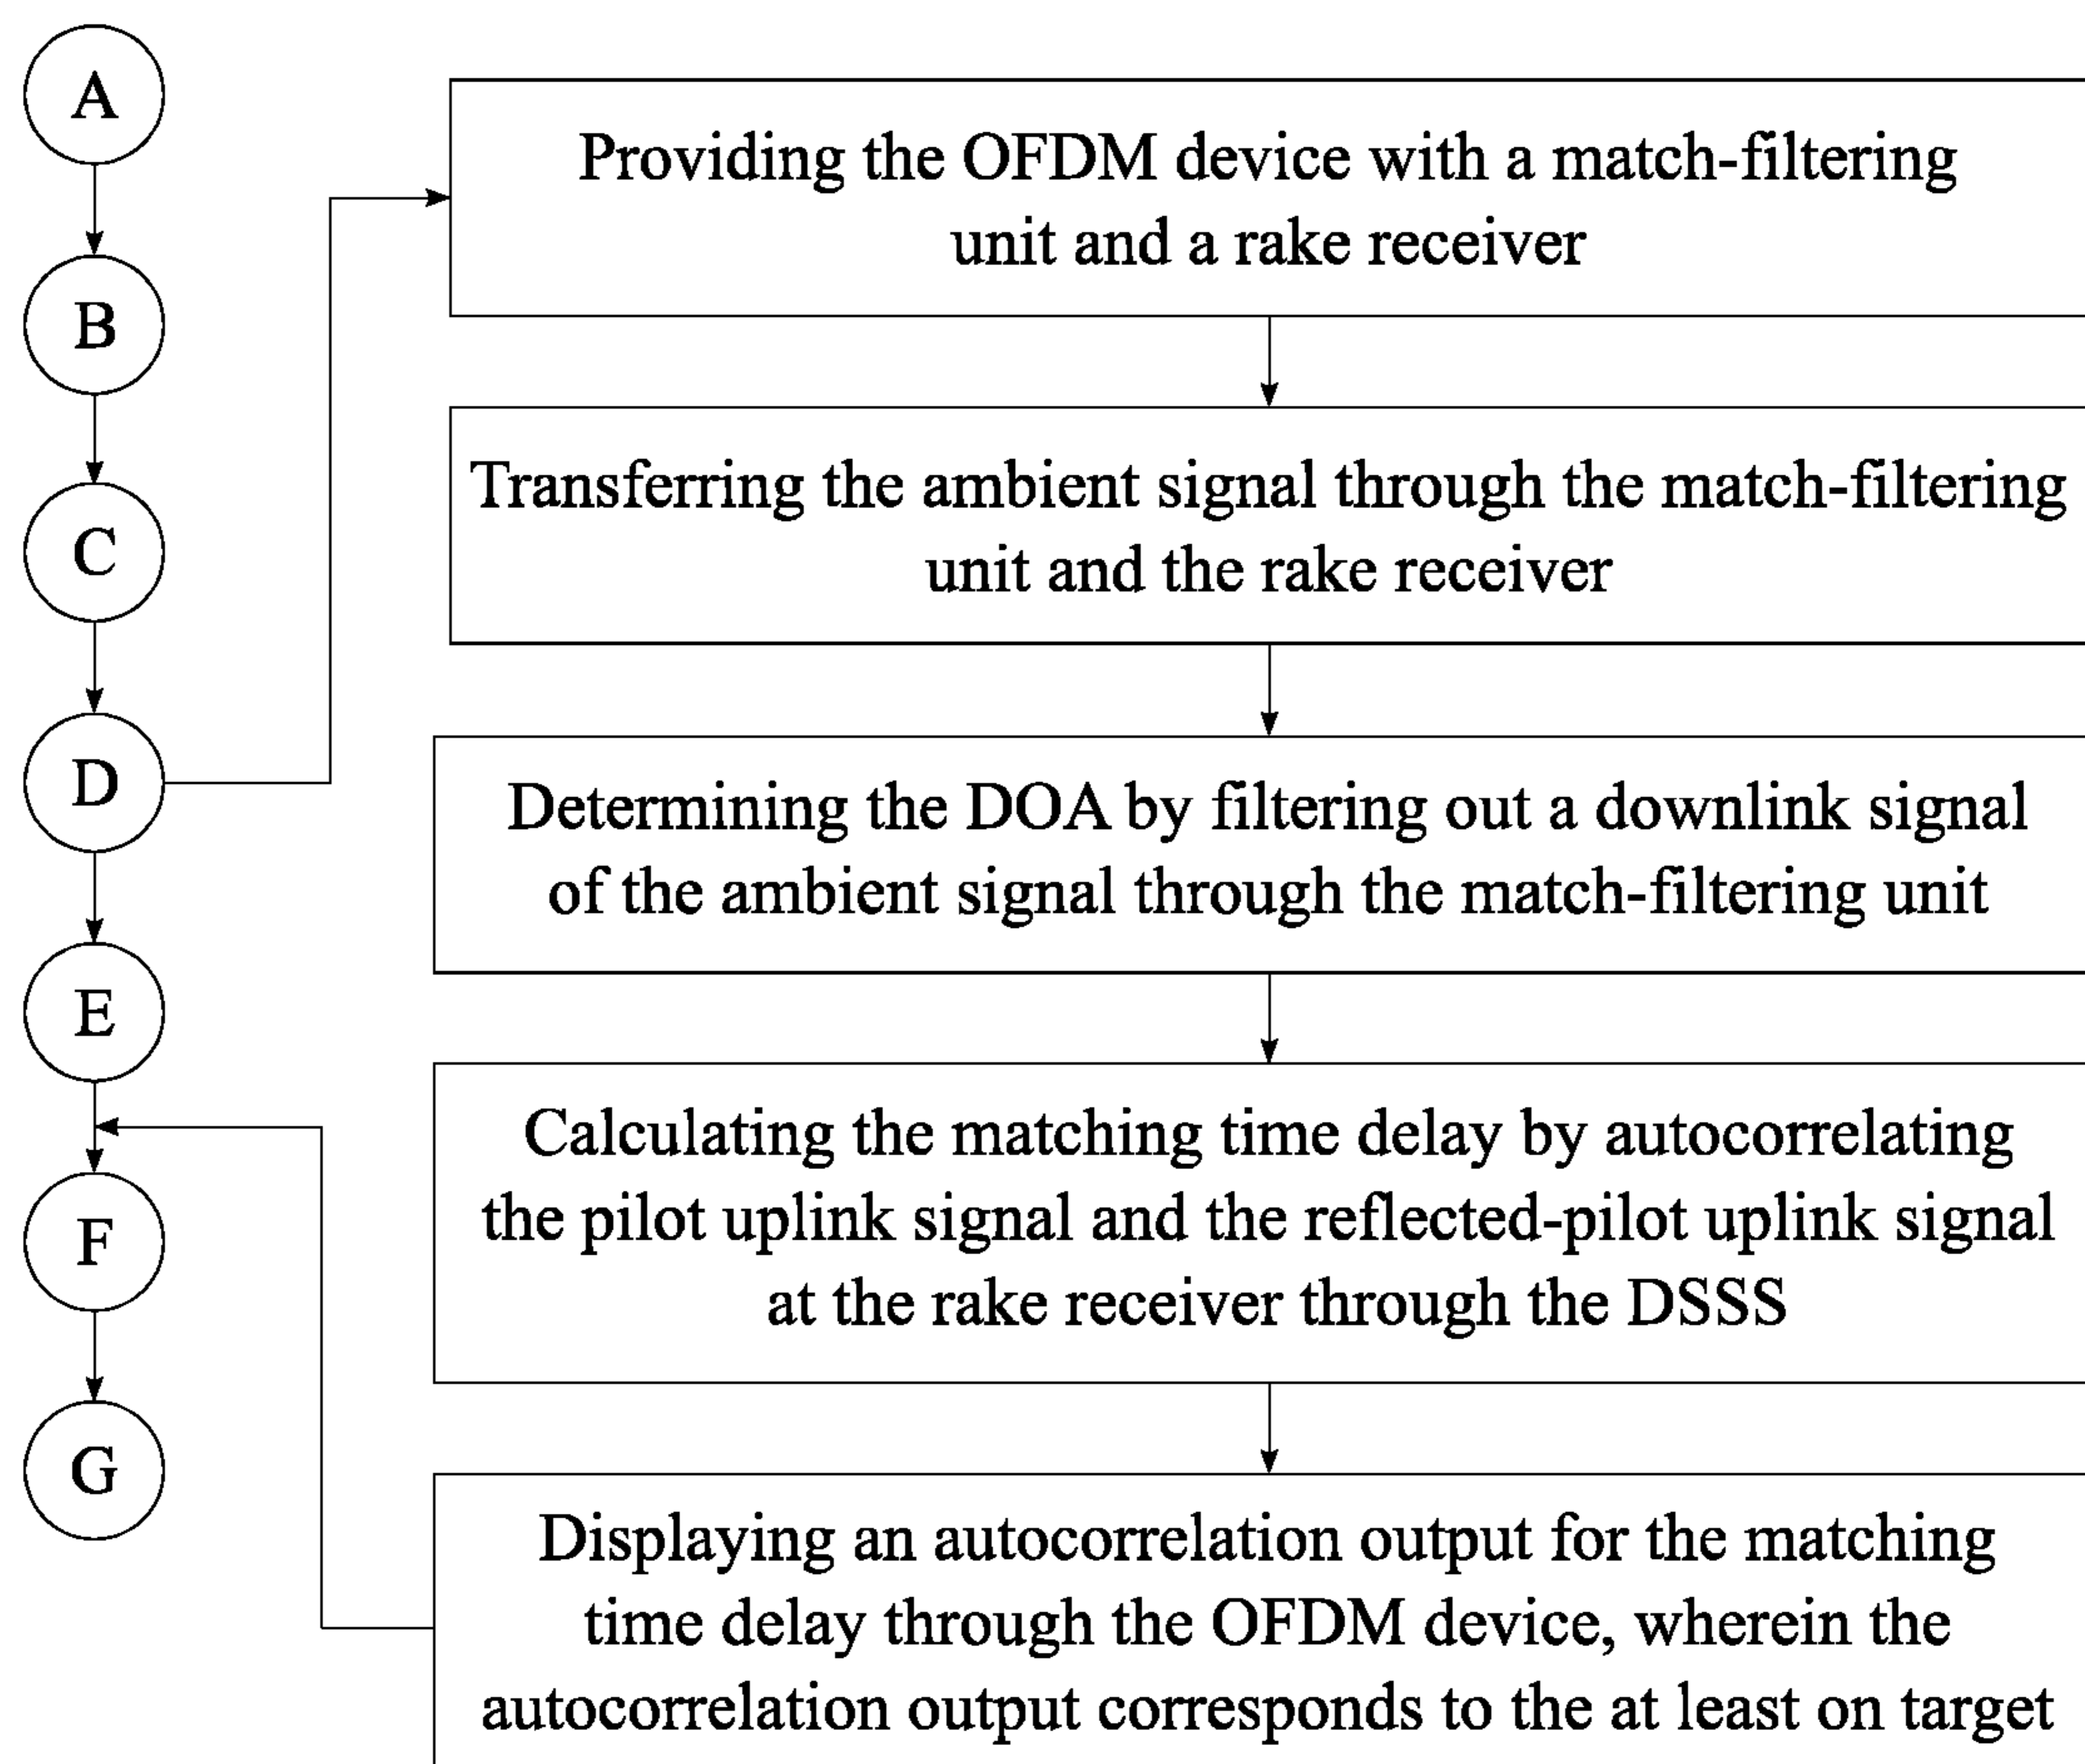 A
B
C
D
E
F
G
Providing the OFDM device with a match-filtering
unit and a rake receiver
Transferring the ambient signal through the match-filtering
unit and the rake receiver
Determining the DOA by filtering out a downlink signal
of the ambient signal through the match-filtering unit
Calculating the matching time delay by autocorrelating
the pilot uplink signal and the reflected-pilot uplink signal
at the rake receiver through the DSSS
Displaying an autocorrelation output for the matching
time delay through the OFDM device, wherein the
autocorrelation output corresponds to the at least on target